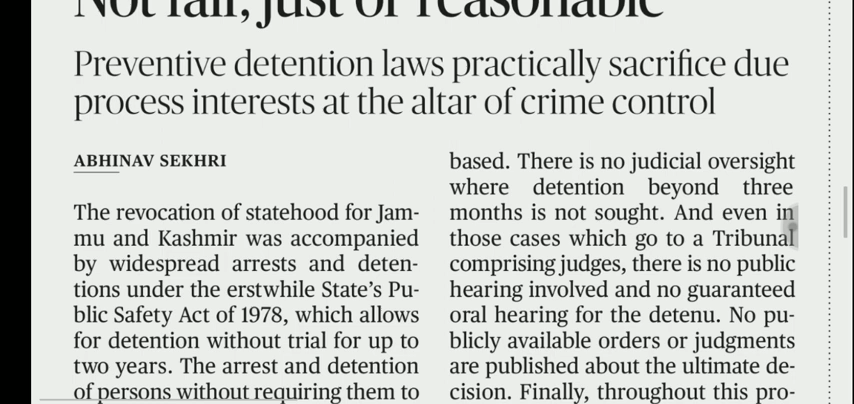 Not fair, just or reasonable
Preventive detention laws practically sacrifice due
process interests at the altar of crime control
ABHINAV SEKHRI
The revocation of statehood for Jam-
mu and Kashmir was accompanied
by widespread arrests and deten-
tions under the erstwhile State's Pu-
blic Safety Act of 1978, which allows
for detention without trial for up to
two years. The arrest and detention
of persons without requiring them to
based. There is no judicial oversight
where detention beyond three
months is not sought. And even in
those cases which go to a Tribunal
comprising judges, there is no public
hearing involved and no guaranteed
oral hearing for the detenu. No pu-
blicly available orders or judgments
are published about the ultimate de-
cision. Finally, throughout this pro-